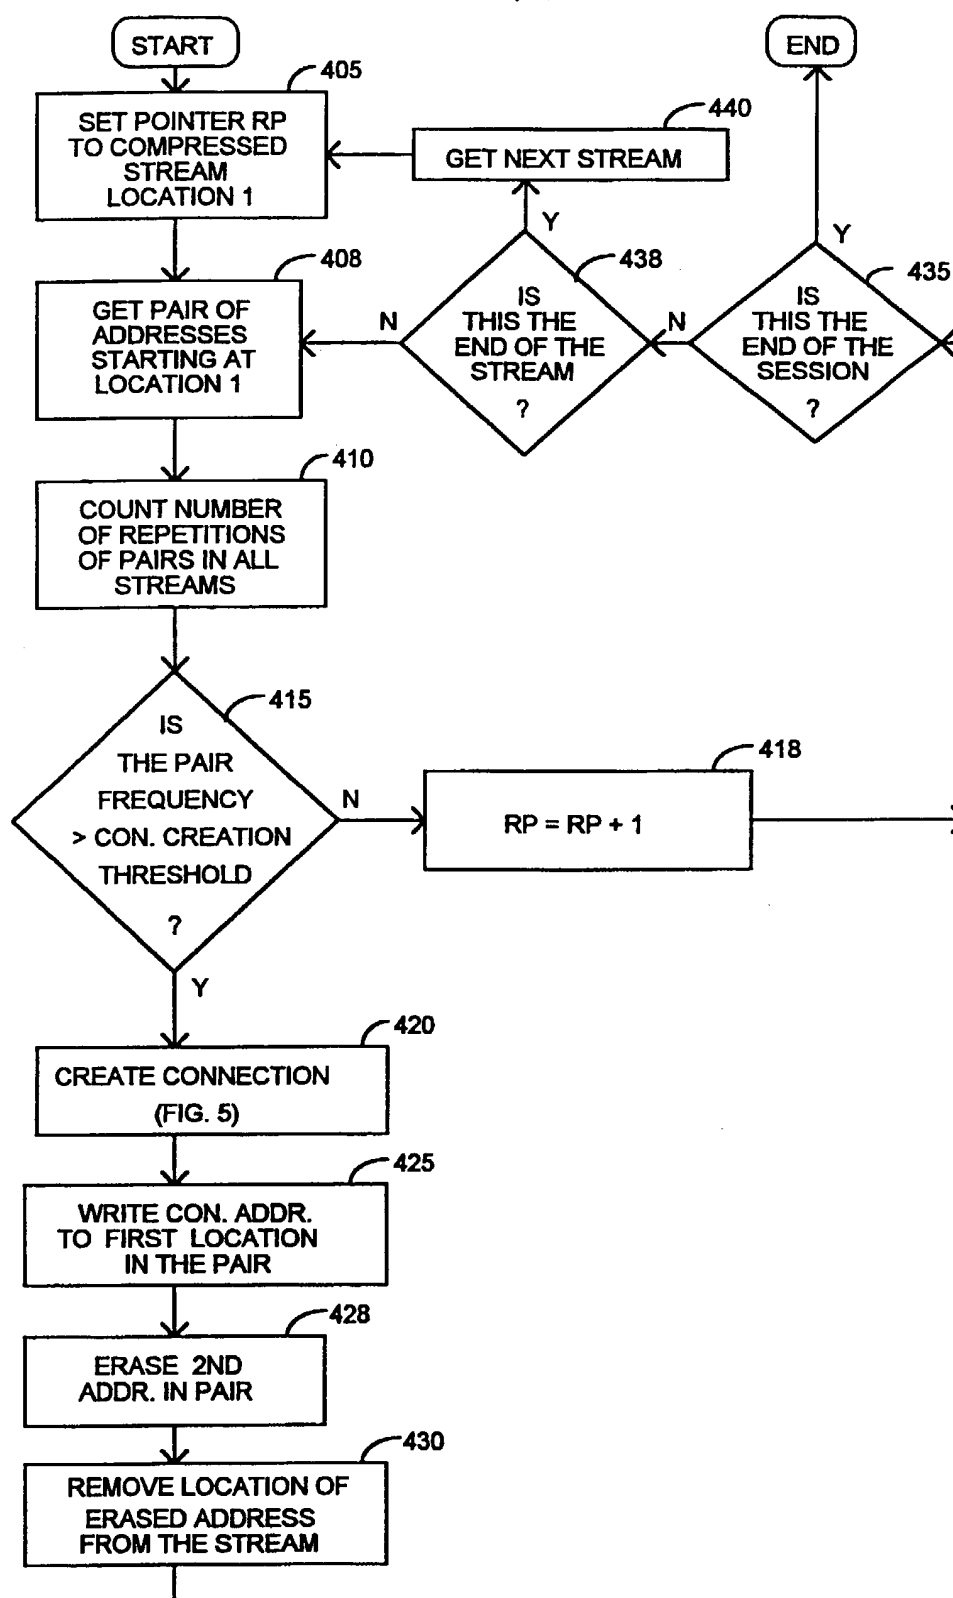 START
405
SET POINTER RP
TO COMPRESSED
STREAM
LOCATION 1
END
440
GET NEXT STREAM
Y
438
IS
THIS THE
END OF THE
STREAM
?
N
Y
435
IS
THIS THE
END OF THE
SESSION
?
N
408
GET PAIR OF
ADDRESSES
STARTING AT
LOCATION 1
410
COUNT NUMBER
OF REPETITIONS
OF PAIRS IN ALL
STREAMS
415
IS
THE PAIR
FREQUENCY
> CON. CREATION
THRESHOLD
?
N
418
RP = RP + 1
Y
420
CREATE CONNECTION
(FIG. 5)
425
WRITE CON. ADDR.
TO FIRST LOCATION
IN THE PAIR
428
ERASE 2ND
ADDR. IN PAIR
430
REMOVE LOCATION OF
ERASED ADDRESS
FROM THE STREAM